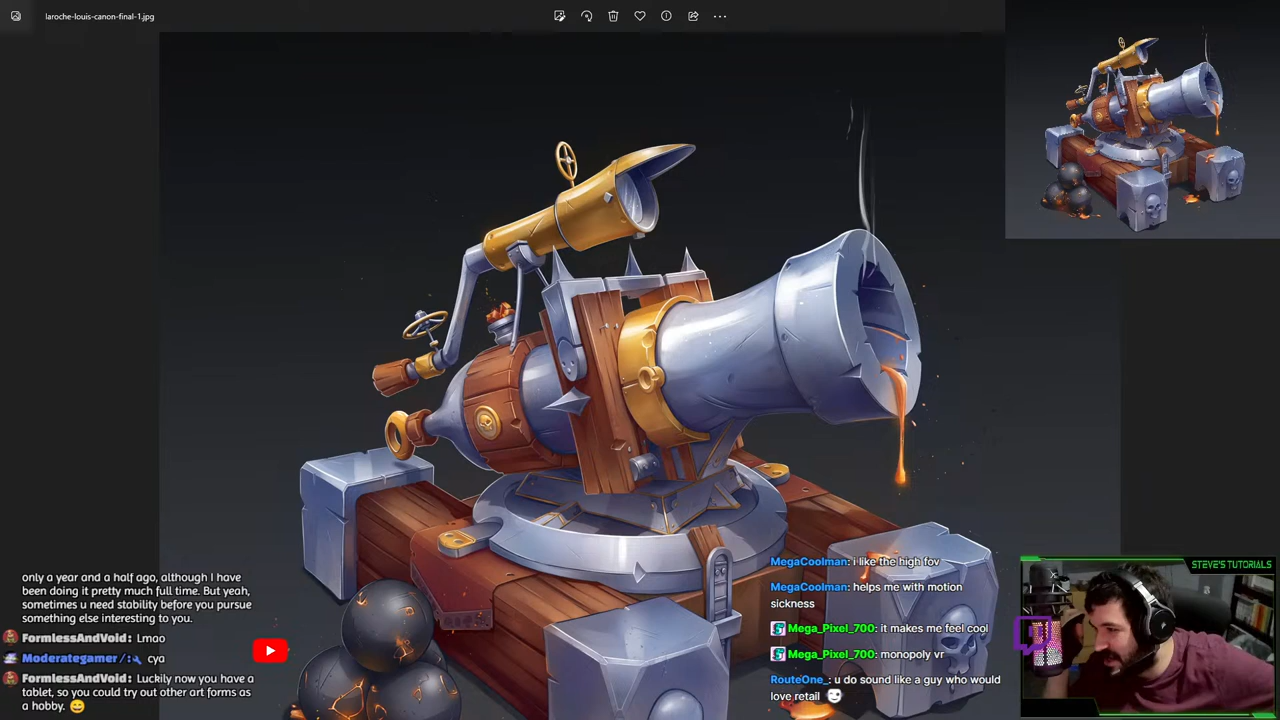 laroche-louis-canon-final-1.jpg
only a year and a half ago, although I have
been doing it pretty much full time. But yeah,
sometimes u need stability before you pursue
something else interesting to you.
FormlessAndVoid: Lmao
Moderategamer/: cya
FormlessAndVoid: Luckily now you have a
tablet, so you could try out other art forms as
a hobby. 😄
MegaCoolman: i like the high fov
MegaCoolman: helps me with motion
sickness
Mega_Pixel_700: it makes me feel cool
Mega_Pixel_700: monopoly vr
RouteOne_: u do sound like a guy who would
love retail
STEVE'S TUTORIALS